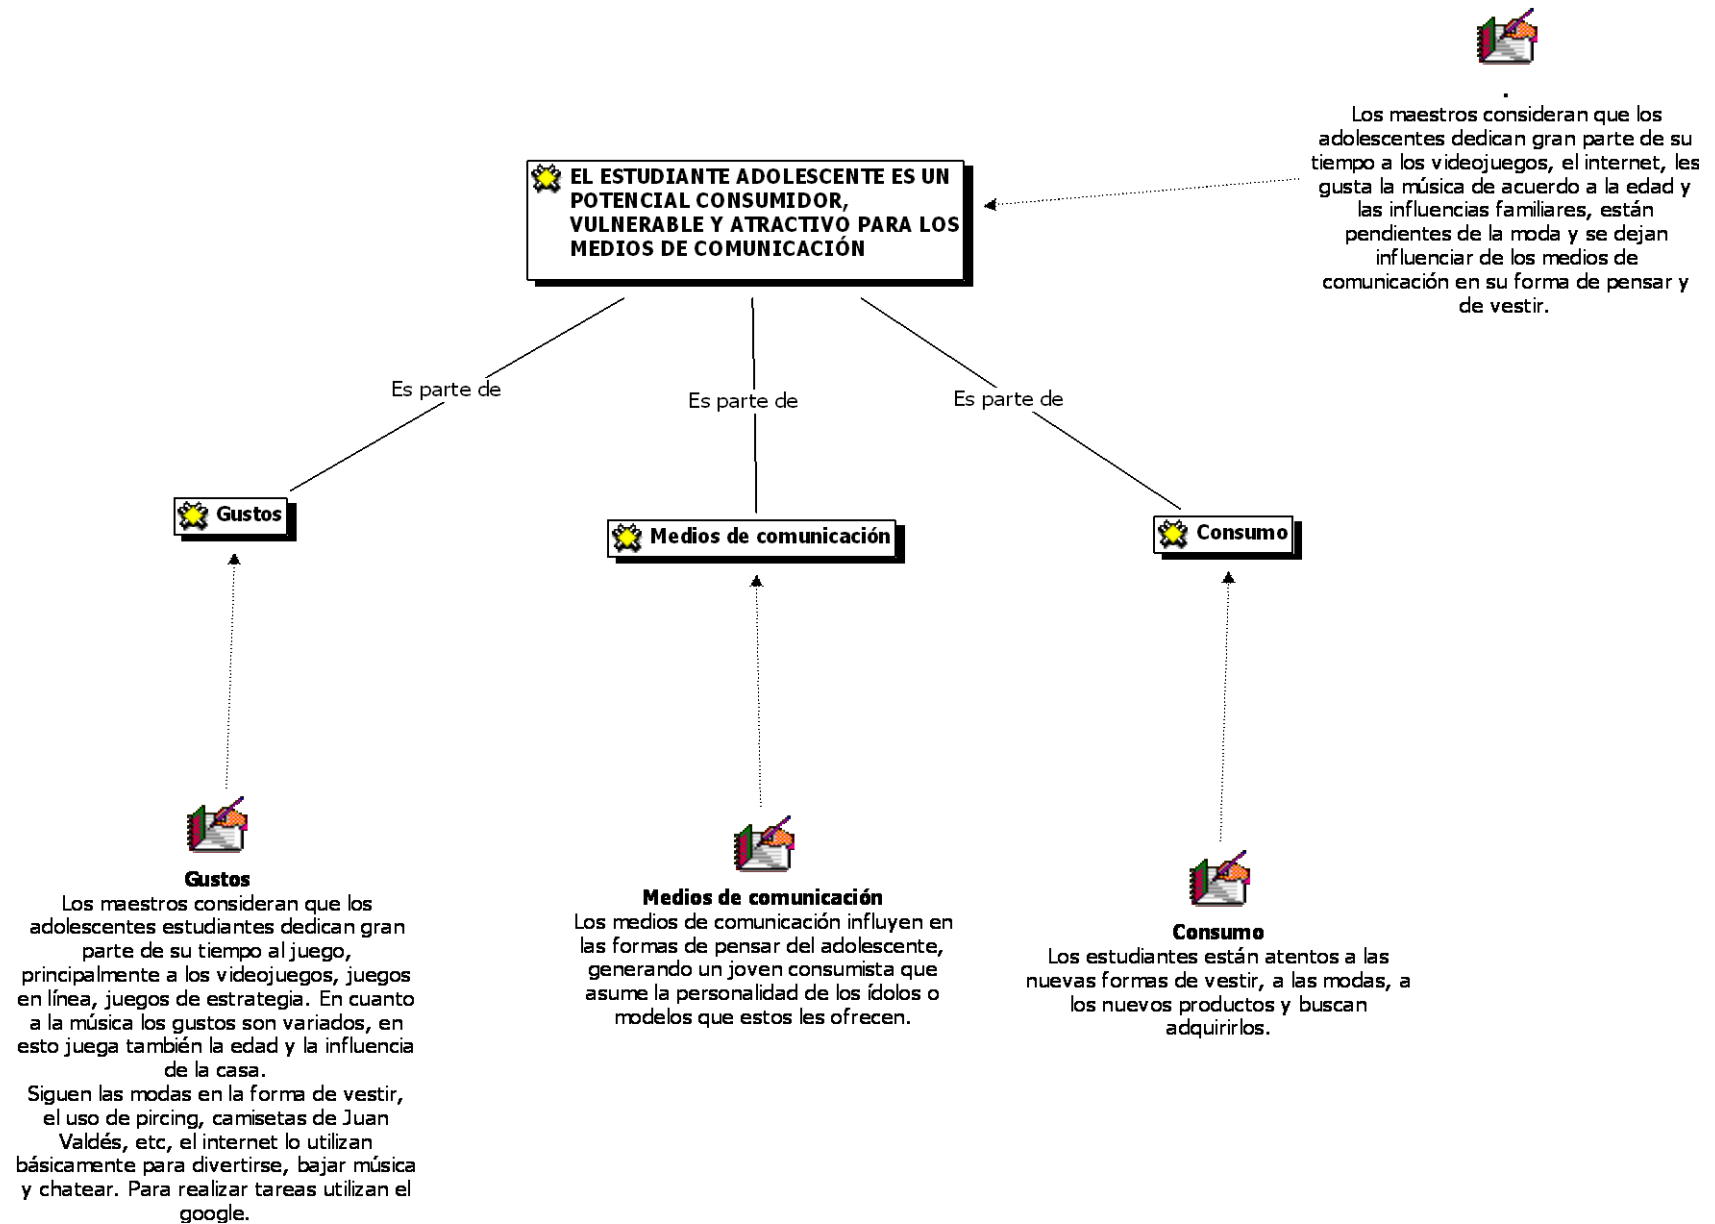 .
Los maestros consideran que los
adolescentes dedican gran parte de su
tiempo a los videojuegos, el internet, les
gusta la música de acuerdo a la edad y
las influencias familiares, están
pendientes de la moda y se dejan
influenciar de los medios de
comunicación en su forma de pensar y
de vestir.
EL ESTUDIANTE ADOLESCENTE ES UN
POTENCIAL CONSUMIDOR,
VULNERABLE Y ATRACTIVO PARA LOS
MEDIOS DE COMUNICACIÓN
Es parte de
Es parte de
Es parte de
Gustos
Medios de comunicación
Consumo
Gustos
Los maestros consideran que los
adolescentes estudiantes dedican gran
parte de su tiempo al juego,
principalmente a los videojuegos, juegos
en línea, juegos de estrategia. En cuanto
a la música los gustos son variados, en
esto juega también la edad y la influencia
de la casa.
Siguen las modas en la forma de vestir,
el uso de pircing, camisetas de Juan
Valdés, etc, el internet lo utilizan
básicamente para divertirse, bajar música
y chatear. Para realizar tareas utilizan el
google.
Medios de comunicación
Los medios de comunicación influyen en
las formas de pensar del adolescente,
generando un joven consumista que
asume la personalidad de los ídolos o
modelos que estos les ofrecen.
Consumo
Los estudiantes están atentos a las
nuevas formas de vestir, a las modas, a
los nuevos productos y buscan
adquirirlos.